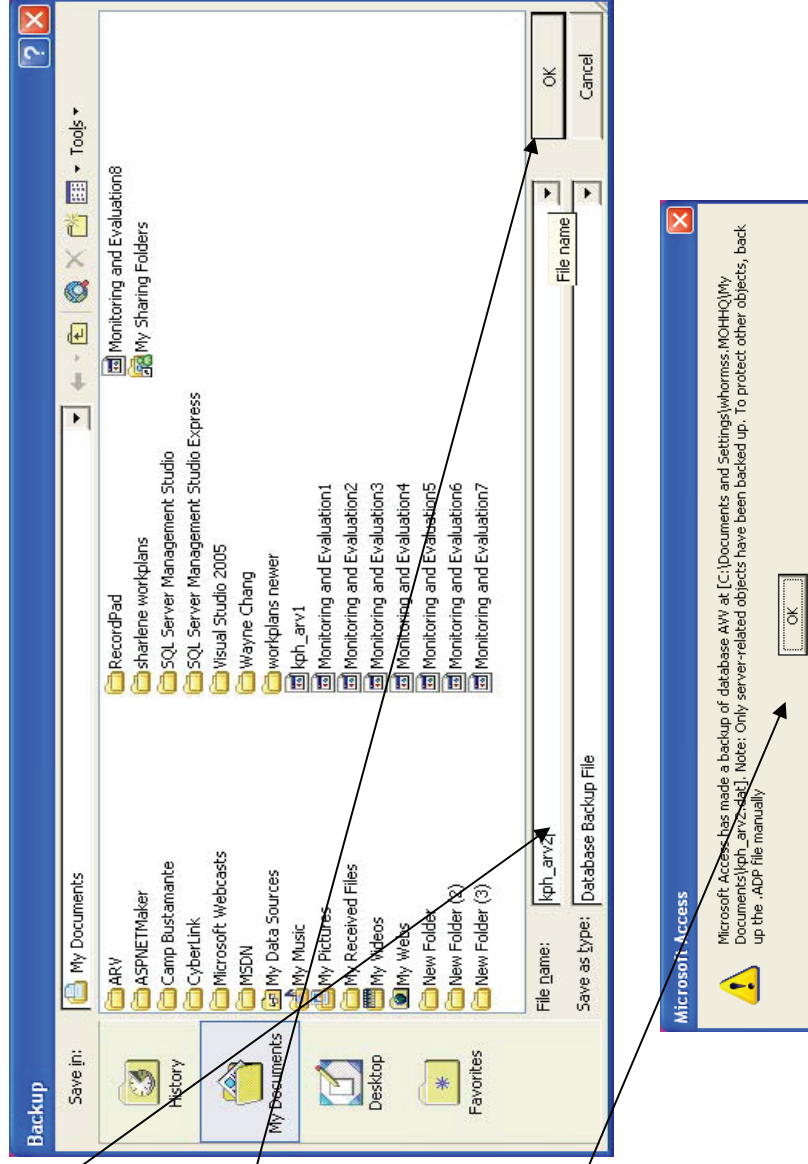 Backup
Save in:
My Documents
Tools
History
My Documents
Desktop
Favorites
ARV
ASPNETMaker
Camp Bustamante
CyberLink
Microsoft Webcasts
MSDN
My Data Sources
My Music
My Pictures
My Received Files
My Videos
My Webs
New Folder
New Folder (2)
New Folder (3)
RecordPad
sharlene workplans
SQL Server Management Studio
SQL Server Management Studio Express
Visual Studio 2005
Wayne Chang
workplans newer
kph_arv1
Monitoring and Evaluation1
Monitoring and Evaluation2
Monitoring and Evaluation3
Monitoring and Evaluation4
Monitoring and Evaluation5
Monitoring and Evaluation6
Monitoring and Evaluation7
Monitoring and Evaluation8
My Sharing Folders
File name:
kph_arv2
File name
OK
Save as type:
Database Backup File
Cancel
Microsoft Access
Microsoft Access has made a backup of database AVV at [C:\Documents and Settings\whormss.MOHHQ\My
Documents\kph_arv2.dat]. Note: Only server-related objects have been backed up. To protect other objects, back
up the .ADP file manually
OK